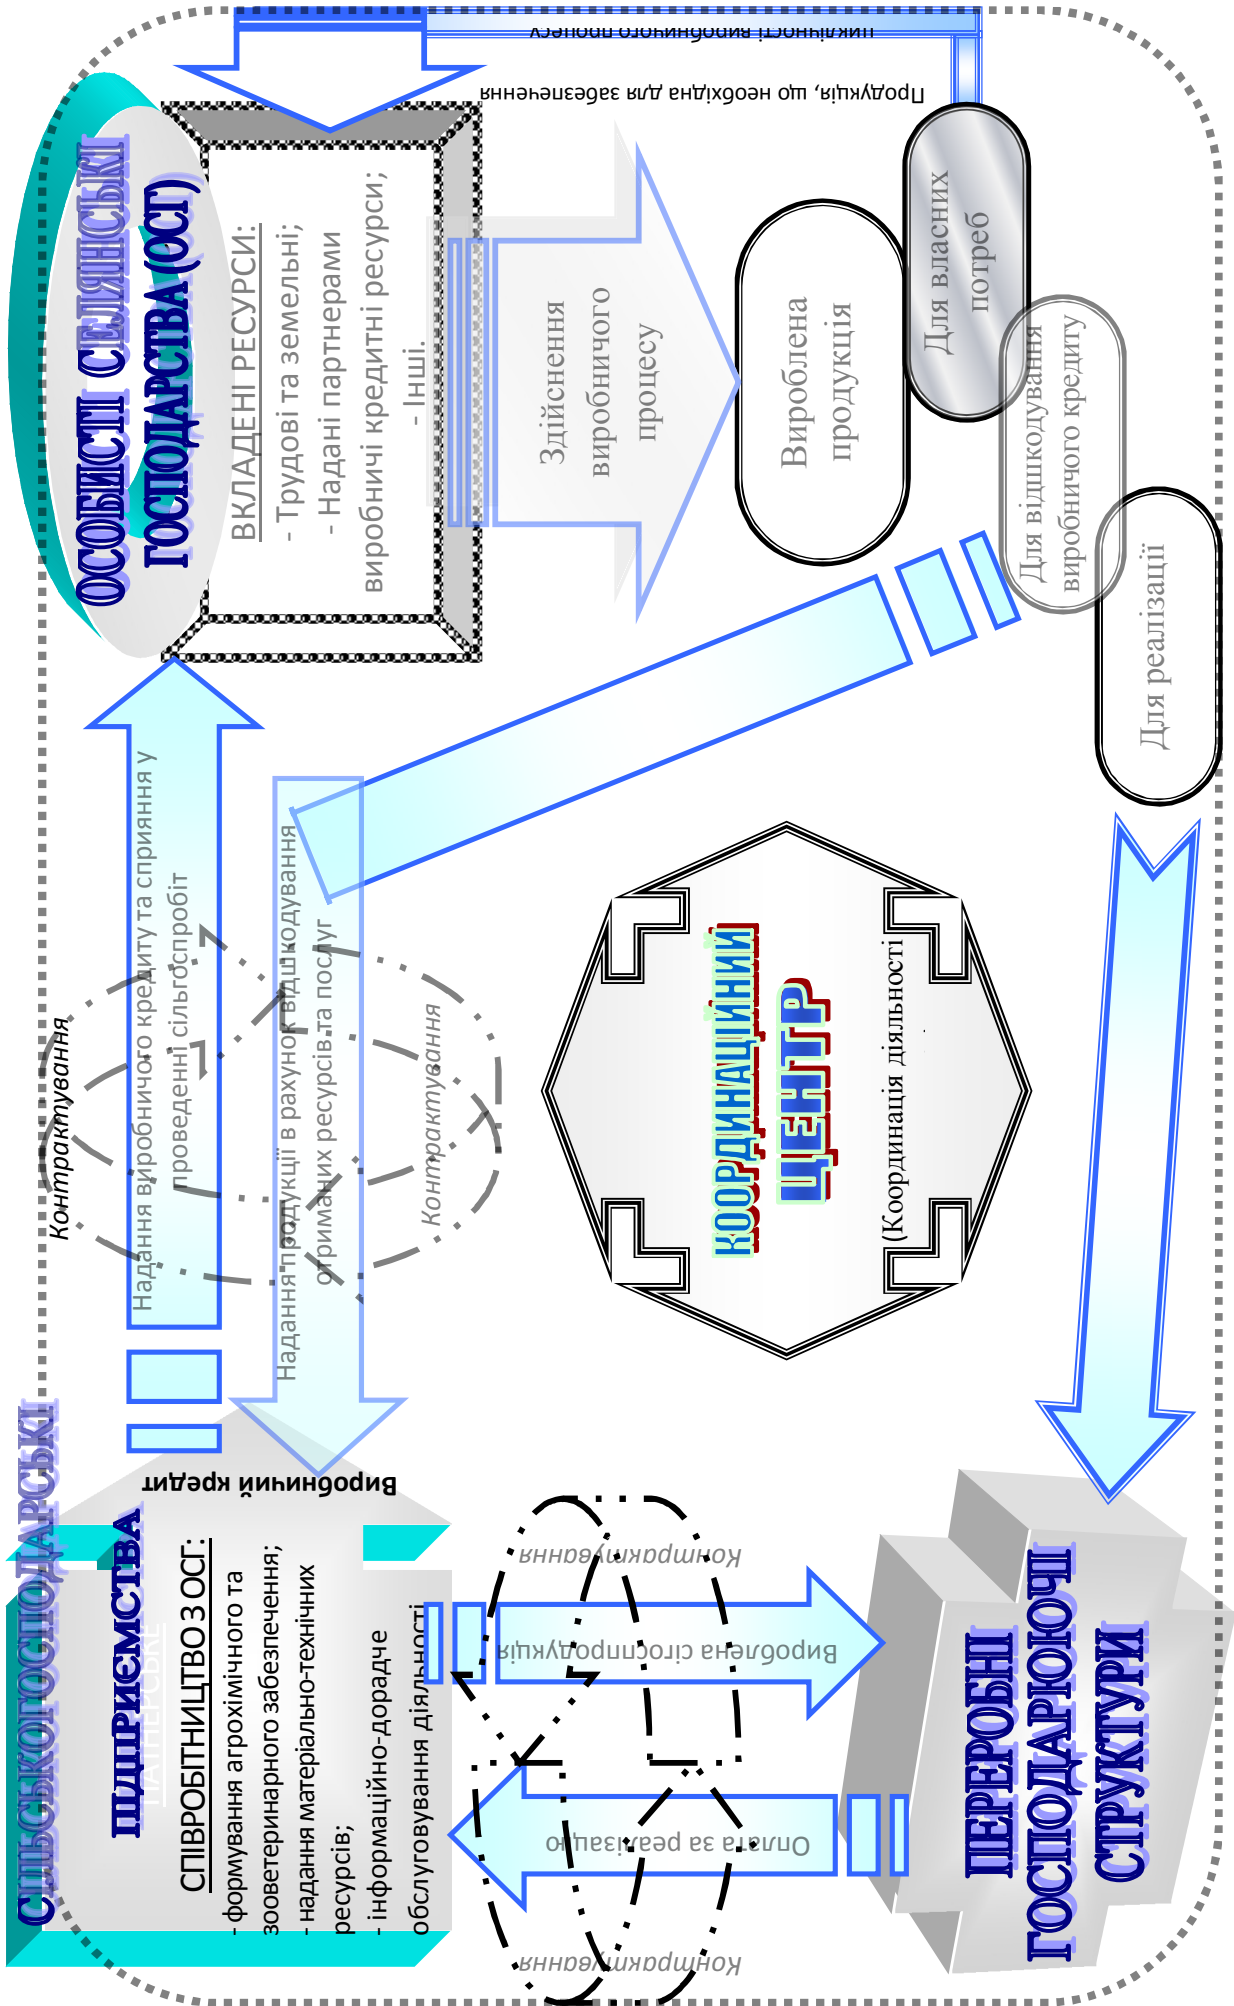 СІЛЬСЬКОГОСПОДАРСЬКІ
ПІДПРИЄМСТВА
СПІВРОБІТНИЦТВО З ОСГ:
- формування агрохімічного та
зооветеринарного забезпечення;
- надання матеріально-технічних
ресурсів;
- інформаційно-дорадче
обслуговування діяльності
Виробничий кредит
Контрактування
Надання виробничого кредиту та сприяння у
проведенні сільгоспробіт
Надання продукції в рахунок відшкодування
отриманих ресурсів та послуг
Контрактування
ОСОБИСТІ СЕЛЯНСЬКІ
ГОСПОДАРСТВА (ОСГ)
ВКЛАДЕНІ РЕСУРСИ:
- Трудові та земельні;
- Надані партнерами
виробничі кредитні ресурси;
- Інші.
Продукція, що необхідна для забезпечення
циклічності виробничого процесу
Здійснення
виробничого
процесу
Вироблена
продукція
Для власних
потреб
Для відшкодування
виробничого кредиту
Для реалізації
КООРДИНАЦІЙНИЙ
ЦЕНТР
(Координація діяльності
.
Контрактування
Вироблена сігоспродукція
Оплата за реалізацію
Контрактування
ПЕРЕРОБНІ
ГОСПОДАРЮЮЧІ
СТРУКТУРИ